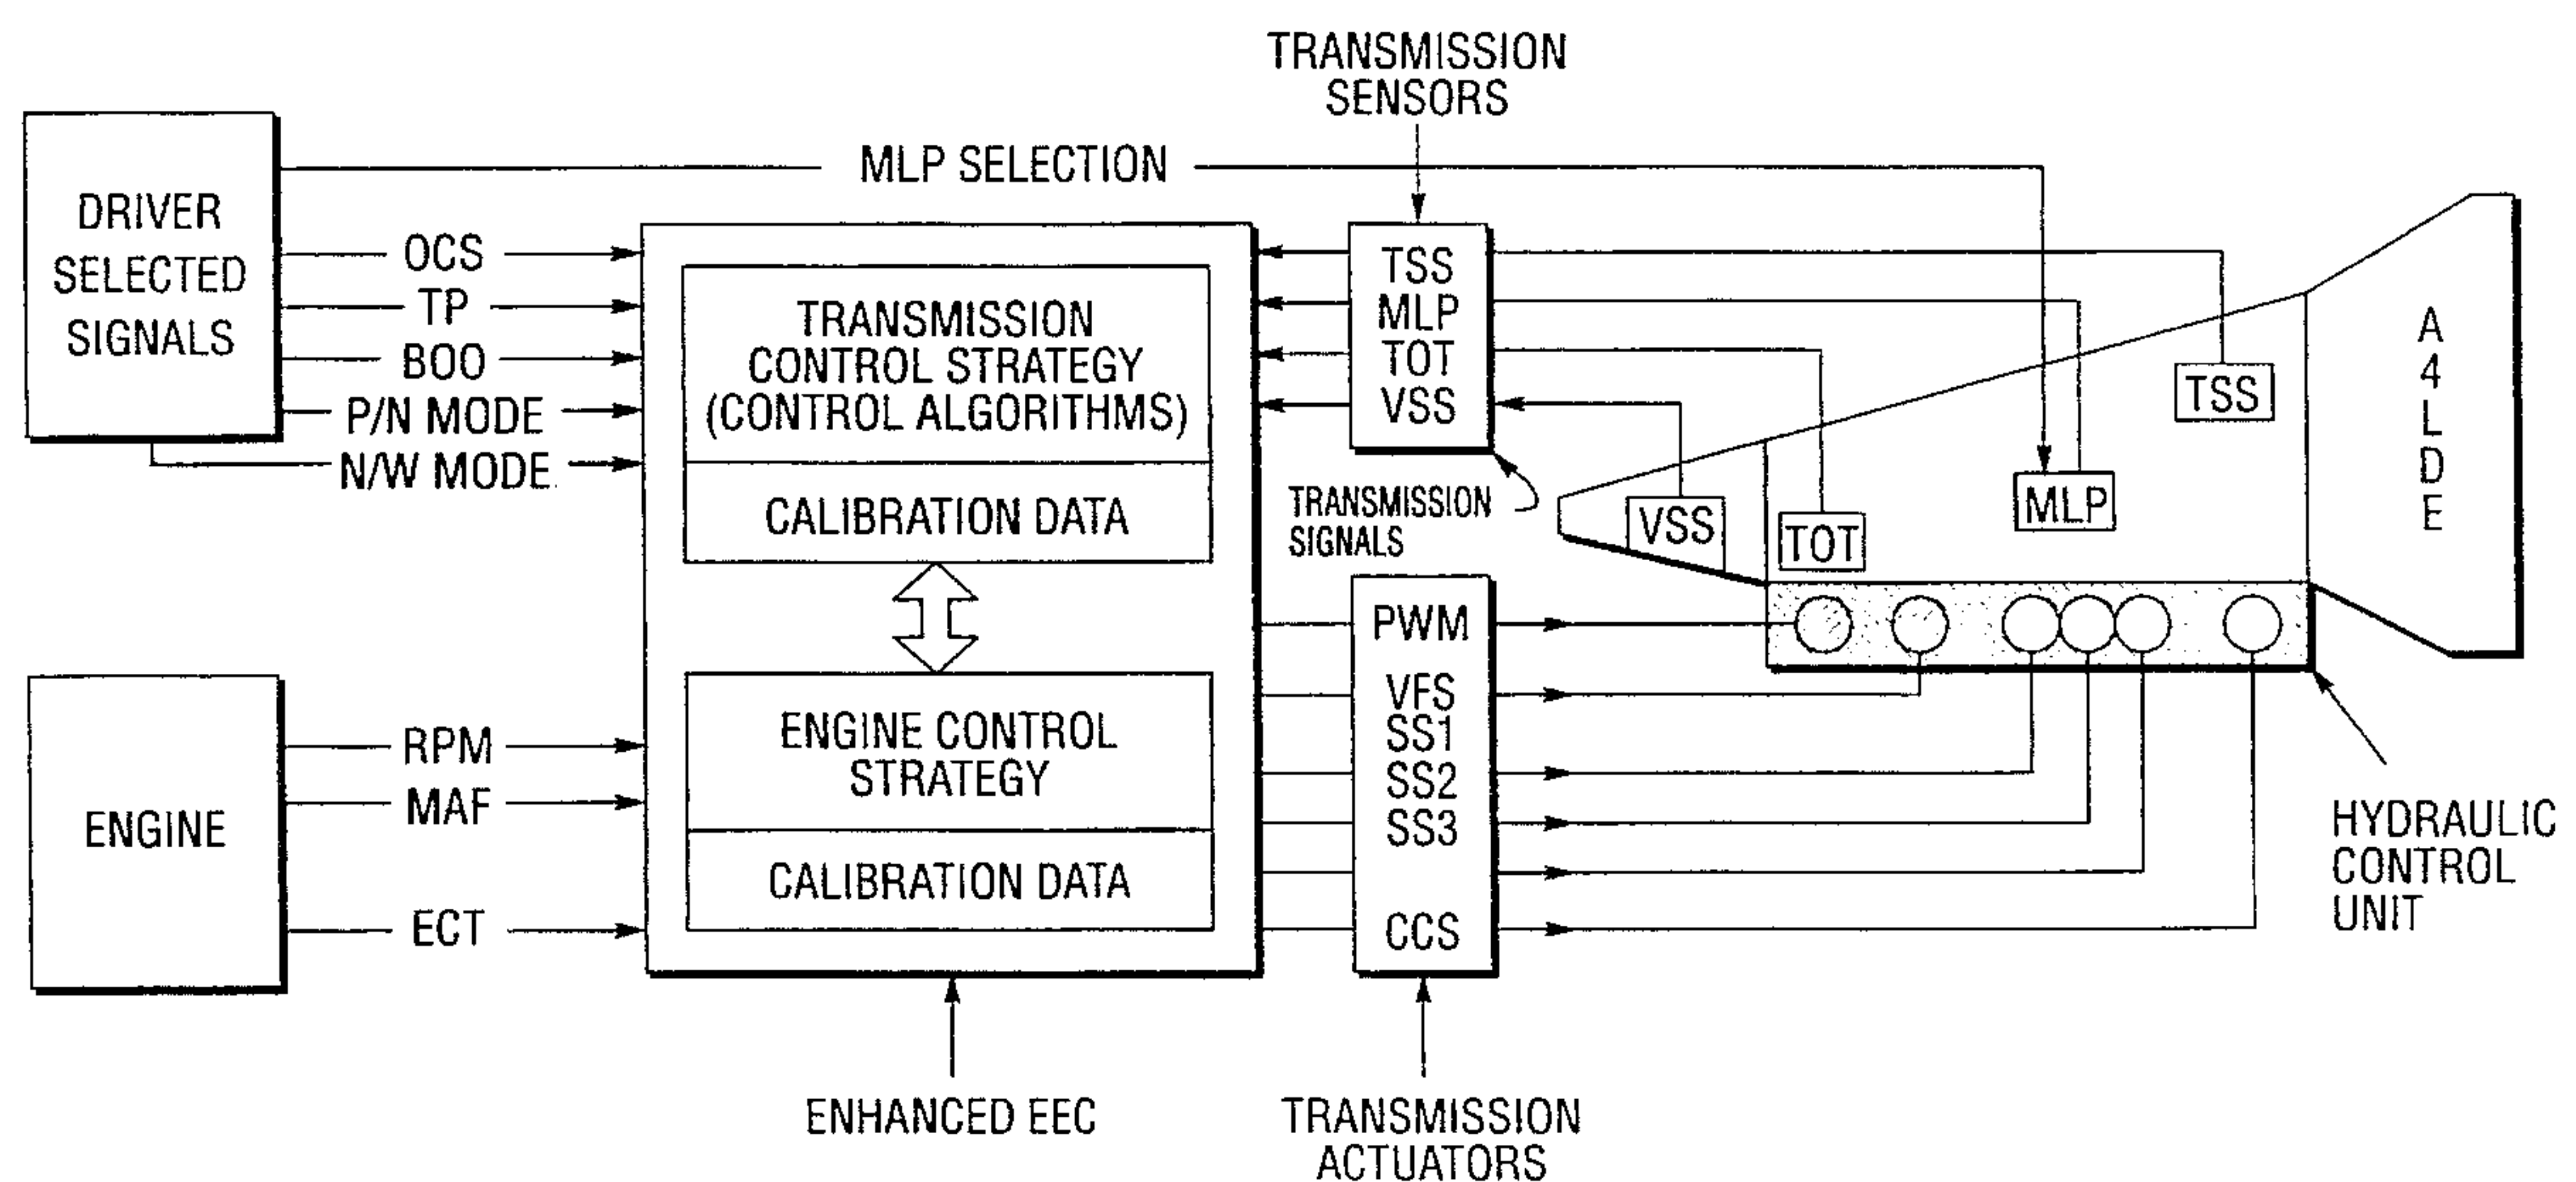 TRANSMISSION
SENSORS
MLP SELECTION
DRIVER
SELECTED
SIGNALS
OCS
TP
BOO
P/N MODE
N/W MODE
TRANSMISSION
CONTROL STRATEGY
(CONTROL ALGORITHMS)
CALIBRATION DATA
TSS
MLP
TOT
VSS
TRANSMISSION
SIGNALS
VSS
TOT
MLP
TSS
A
4
L
D
E
ENGINE
RPM
MAF
ECT
ENGINE CONTROL
STRATEGY
CALIBRATION DATA
PWM
VFS
SS1
SS2
SS3
CCS
HYDRAULIC
CONTROL
UNIT
ENHANCED EEC
TRANSMISSION
ACTUATORS